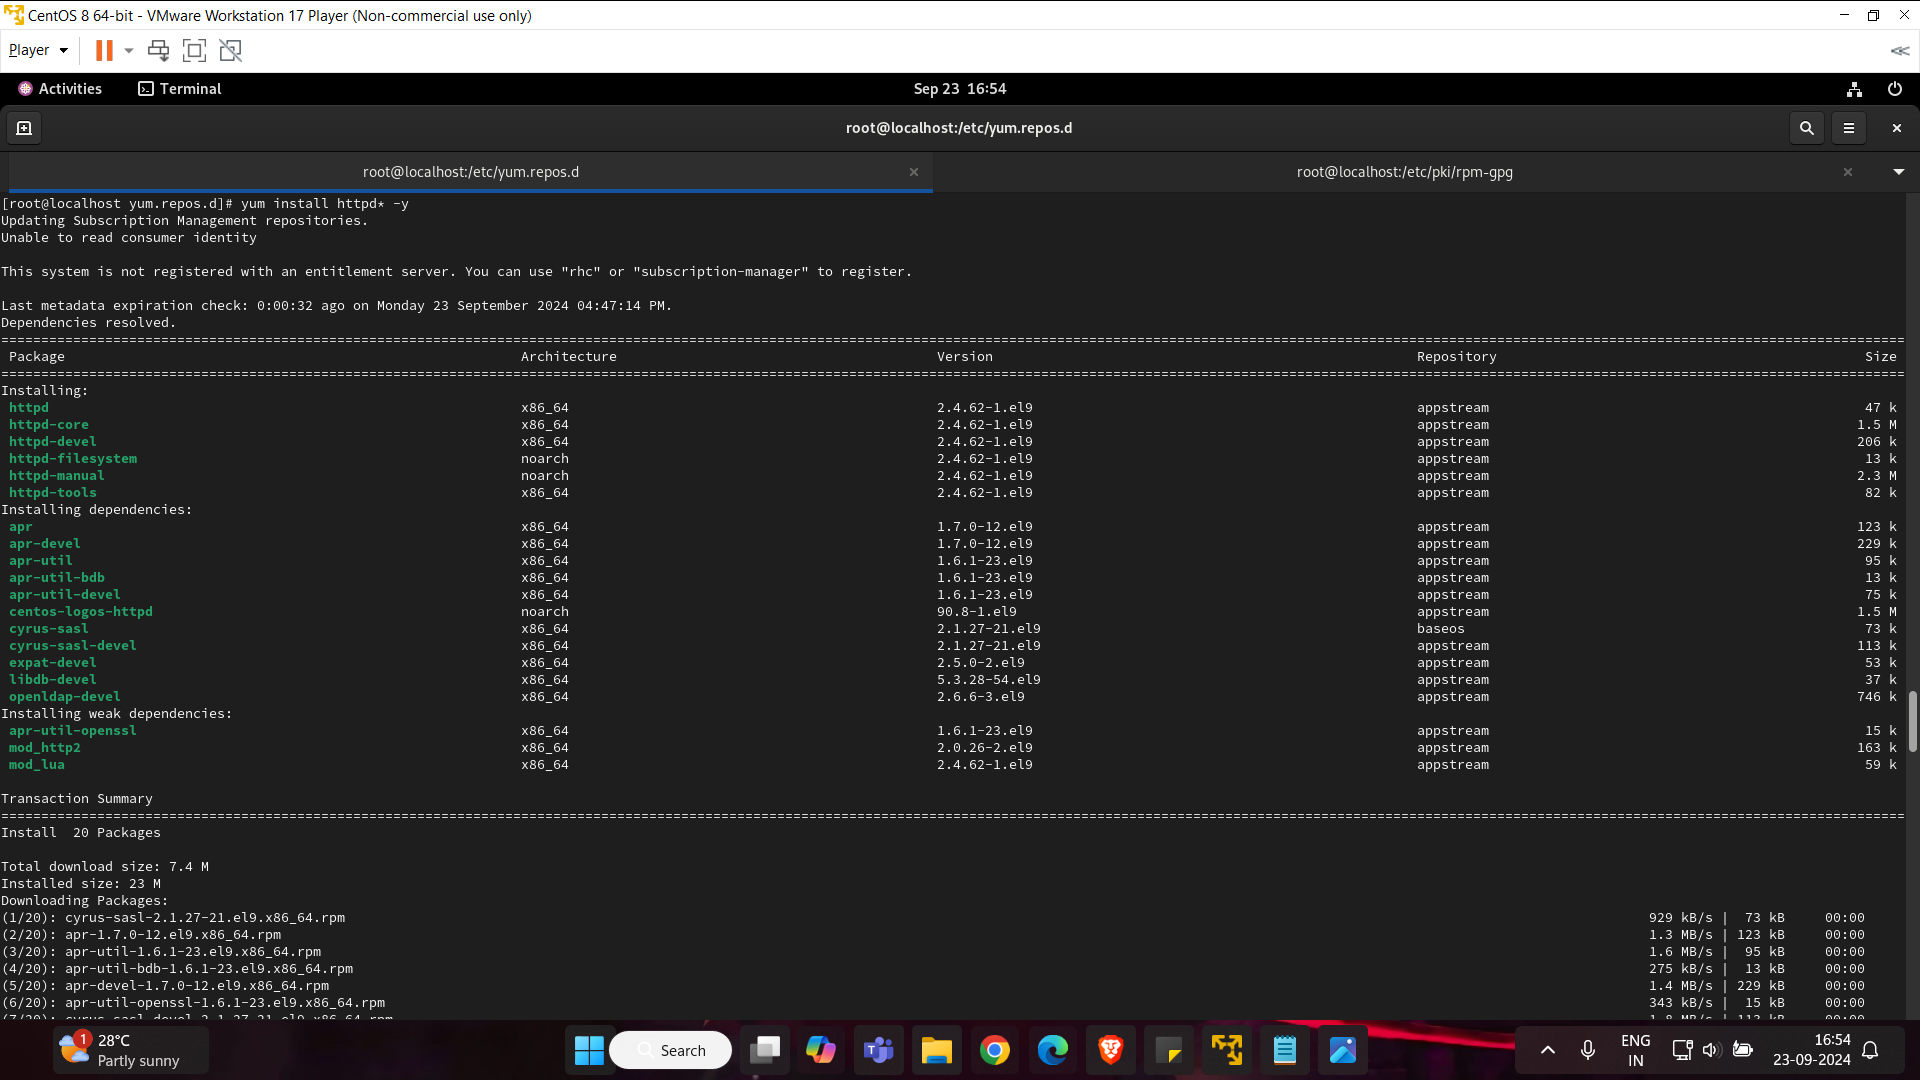 CentOS 8 64-bit - VMware Workstation 17 Player (Non-commercial use only)
Player
Activities
Terminal
Sep 23 16:54
root@localhost:/etc/yum.repos.d
root@localhost:/etc/yum.repos.d
root@localhost:/etc/pki/rpm-gpg
[root@localhost yum.repos.d]# yum install httpd* -y
Updating Subscription Management repositories.
Unable to read consumer identity
This system is not registered with an entitlement server. You can use "rhc" or "subscription-manager" to register.
Last metadata expiration check: 0:00:32 ago on Monday 23 September 2024 04:47:14 PM.
Dependencies resolved.
Package Architecture Version Repository Size
Installing:
httpd x86_64 2.4.62-1.el9 appstream 47 k
httpd-core x86_64 2.4.62-1.el9 appstream 1.5 M
httpd-devel x86_64 2.4.62-1.el9 appstream 206 k
httpd-filesystem noarch 2.4.62-1.el9 appstream 13 k
httpd-manual noarch 2.4.62-1.el9 appstream 2.3 M
httpd-tools x86_64 2.4.62-1.el9 appstream 82 k
Installing dependencies:
apr x86_64 1.7.0-12.el9 appstream 123 k
apr-devel x86_64 1.7.0-12.el9 appstream 229 k
apr-util x86_64 1.6.1-23.el9 appstream 95 k
apr-util-bdb x86_64 1.6.1-23.el9 appstream 13 k
apr-util-devel x86_64 1.6.1-23.el9 appstream 75 k
centos-logos-httpd noarch 90.8-1.el9 appstream 1.5 M
cyrus-sasl x86_64 2.1.27-21.el9 baseos 73 k
cyrus-sasl-devel x86_64 2.1.27-21.el9 appstream 113 k
expat-devel x86_64 2.5.0-2.el9 appstream 53 k
libdb-devel x86_64 5.3.28-54.el9 appstream 37 k
openldap-devel x86_64 2.6.6-3.el9 appstream 746 k
Installing weak dependencies:
apr-util-openssl x86_64 1.6.1-23.el9 appstream 15 k
mod_http2 x86_64 2.0.26-2.el9 appstream 163 k
mod_lua x86_64 2.4.62-1.el9 appstream 59 k
Transaction Summary
Install 20 Packages
Total download size: 7.4 M
Installed size: 23 M
Downloading Packages:
(1/20): cyrus-sasl-2.1.27-21.el9.x86_64.rpm 929 kB/s | 73 kB 00:00
(2/20): apr-1.7.0-12.el9.x86_64.rpm 1.3 MB/s | 123 kB 00:00
(3/20): apr-util-1.6.1-23.el9.x86_64.rpm 1.6 MB/s | 95 kB 00:00
(4/20): apr-util-bdb-1.6.1-23.el9.x86_64.rpm 275 kB/s | 13 kB 00:00
(5/20): apr-devel-1.7.0-12.el9.x86_64.rpm 1.4 MB/s | 229 kB 00:00
(6/20): apr-util-openssl-1.6.1-23.el9.x86_64.rpm 343 kB/s | 15 kB 00:00
(7/20): cyrus-sasl-devel-2.1.27-21.el9.x86_64.rpm 1.8 MB/s | 113 kB 00:00
1
28°C
Partly sunny
Search
ENG
IN
16:54
23-09-2024